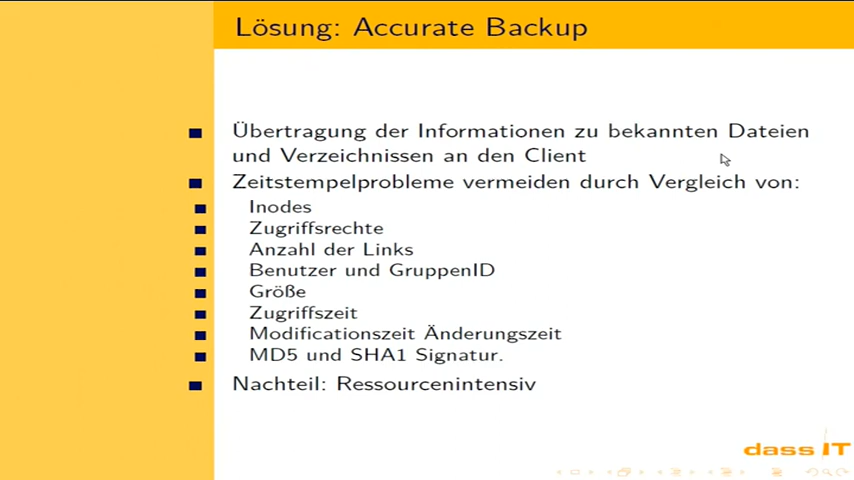 Lösung: Accurate Backup
Übertragung der Informationen zu bekannten Dateien
und Verzeichnissen an den Client
Zeitstempelprobleme vermeiden durch Vergleich von:
Inodes
Zugriffsrechte
Anzahl der Links
Benutzer und GruppenID
Größe
Zugriffszeit
Modificationszeit Änderungszeit
MD5 und SHA1 Signatur.
Nachteil: Ressourcenintensiv
dass IT